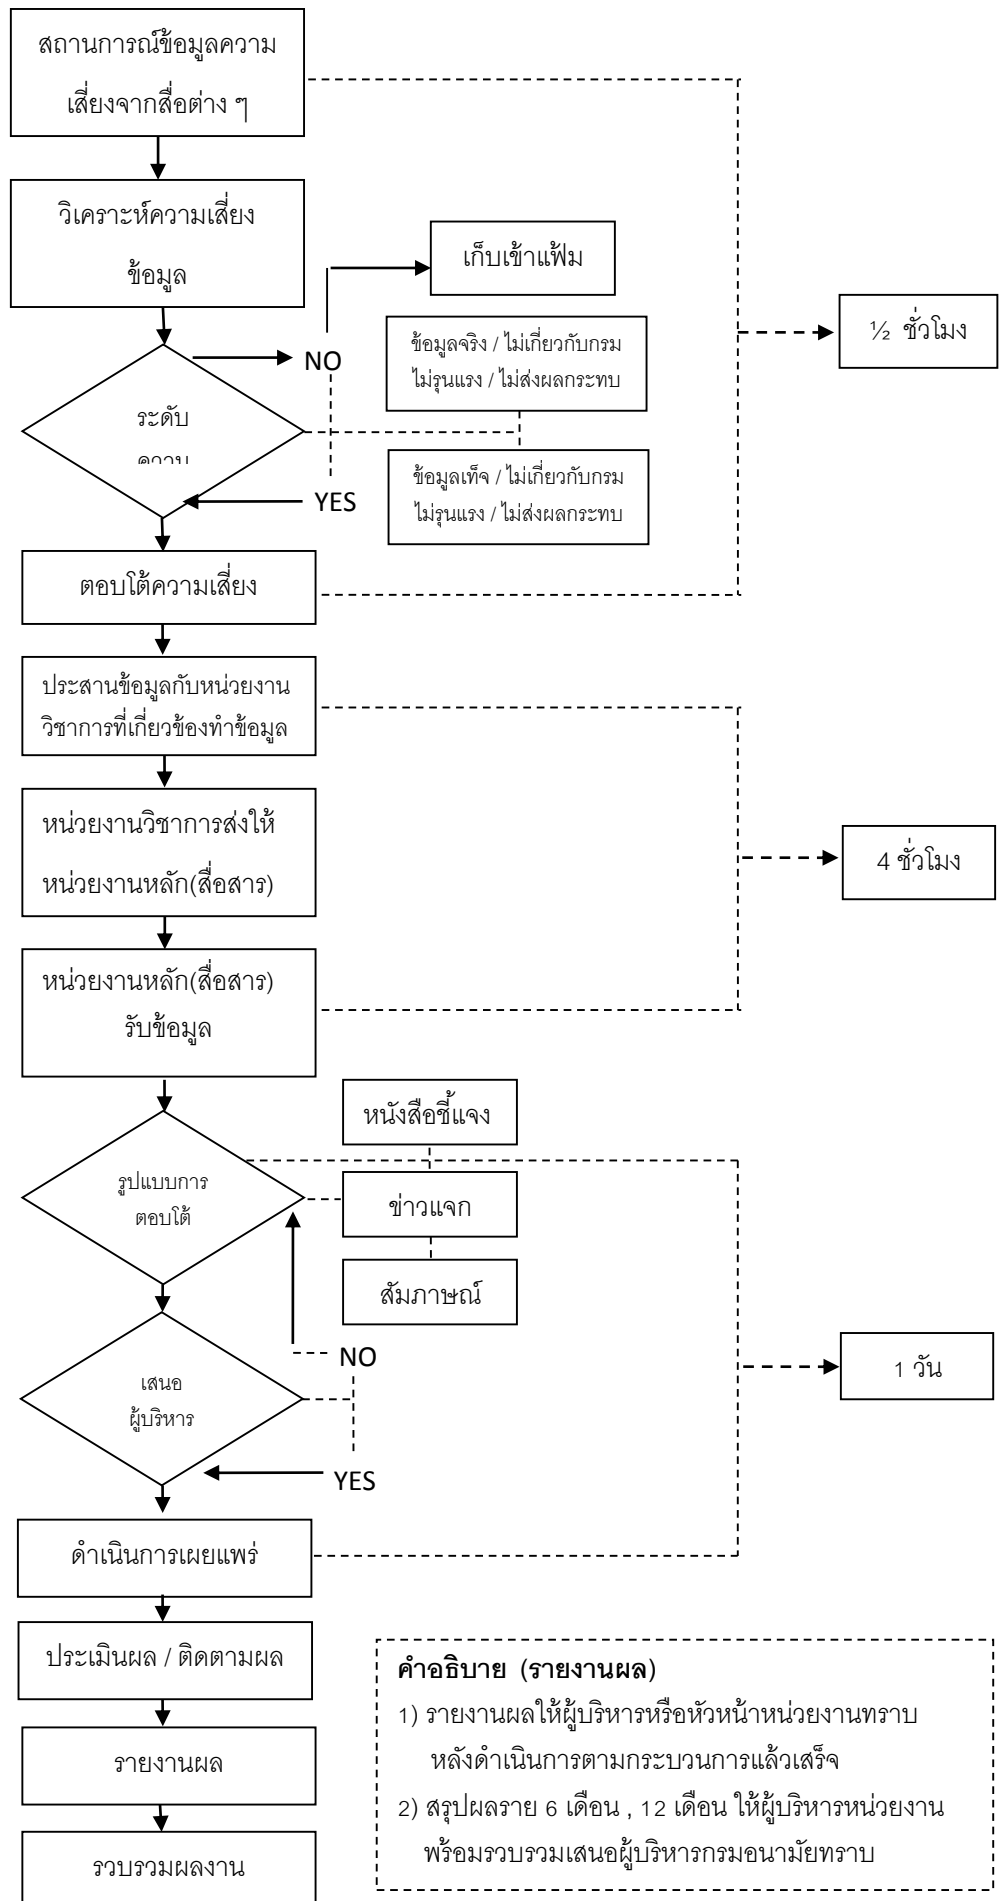 สถานการณ์ข้อมูลความ
เสี่ยงจากสื่อต่าง ๆ
วิเคราะห์ความเสี่ยง
ข้อมูล
เก็บเข้าแฟ้ม
½ ชั่วโมง
NO
ข้อมูลจริง / ไม่เกี่ยวกับกรม
ไม่รุนแรง / ไม่ส่งผลกระทบ
ระดับ
ข้อมูลเท็จ / ไม่เกี่ยวกับกรม
ไม่รุนแรง / ไม่ส่งผลกระทบ
YES
ตอบโต้ความเสี่ยง
ประสานข้อมูลกับหน่วยงาน
วิชาการที่เกี่ยวข้องทำข้อมูล
หน่วยงานวิชาการส่งให้
หน่วยงานหลัก(สื่อสาร)
4 ชั่วโมง
หน่วยงานหลัก(สื่อสาร)
รับข้อมูล
หนังสือชี้แจง
รูปแบบการ
ตอบโต้
ข่าวแจก
สัมภาษณ์
NO
1 วัน
เสนอ
ผู้บริหาร
YES
ดำเนินการเผยแพร่
ประเมินผล / ติดตามผล
รายงานผล
รวบรวมผลงาน
คำอธิบาย (รายงานผล)
1) รายงานผลให้ผู้บริหารหรือหัวหน้าหน่วยงานทราบ
หลังดำเนินการตามกระบวนการแล้วเสร็จ
2) สรุปผลราย 6 เดือน , 12 เดือน ให้ผู้บริหารหน่วยงาน
พร้อมรวบรวมเสนอผู้บริหารกรมอนามัยทราบ